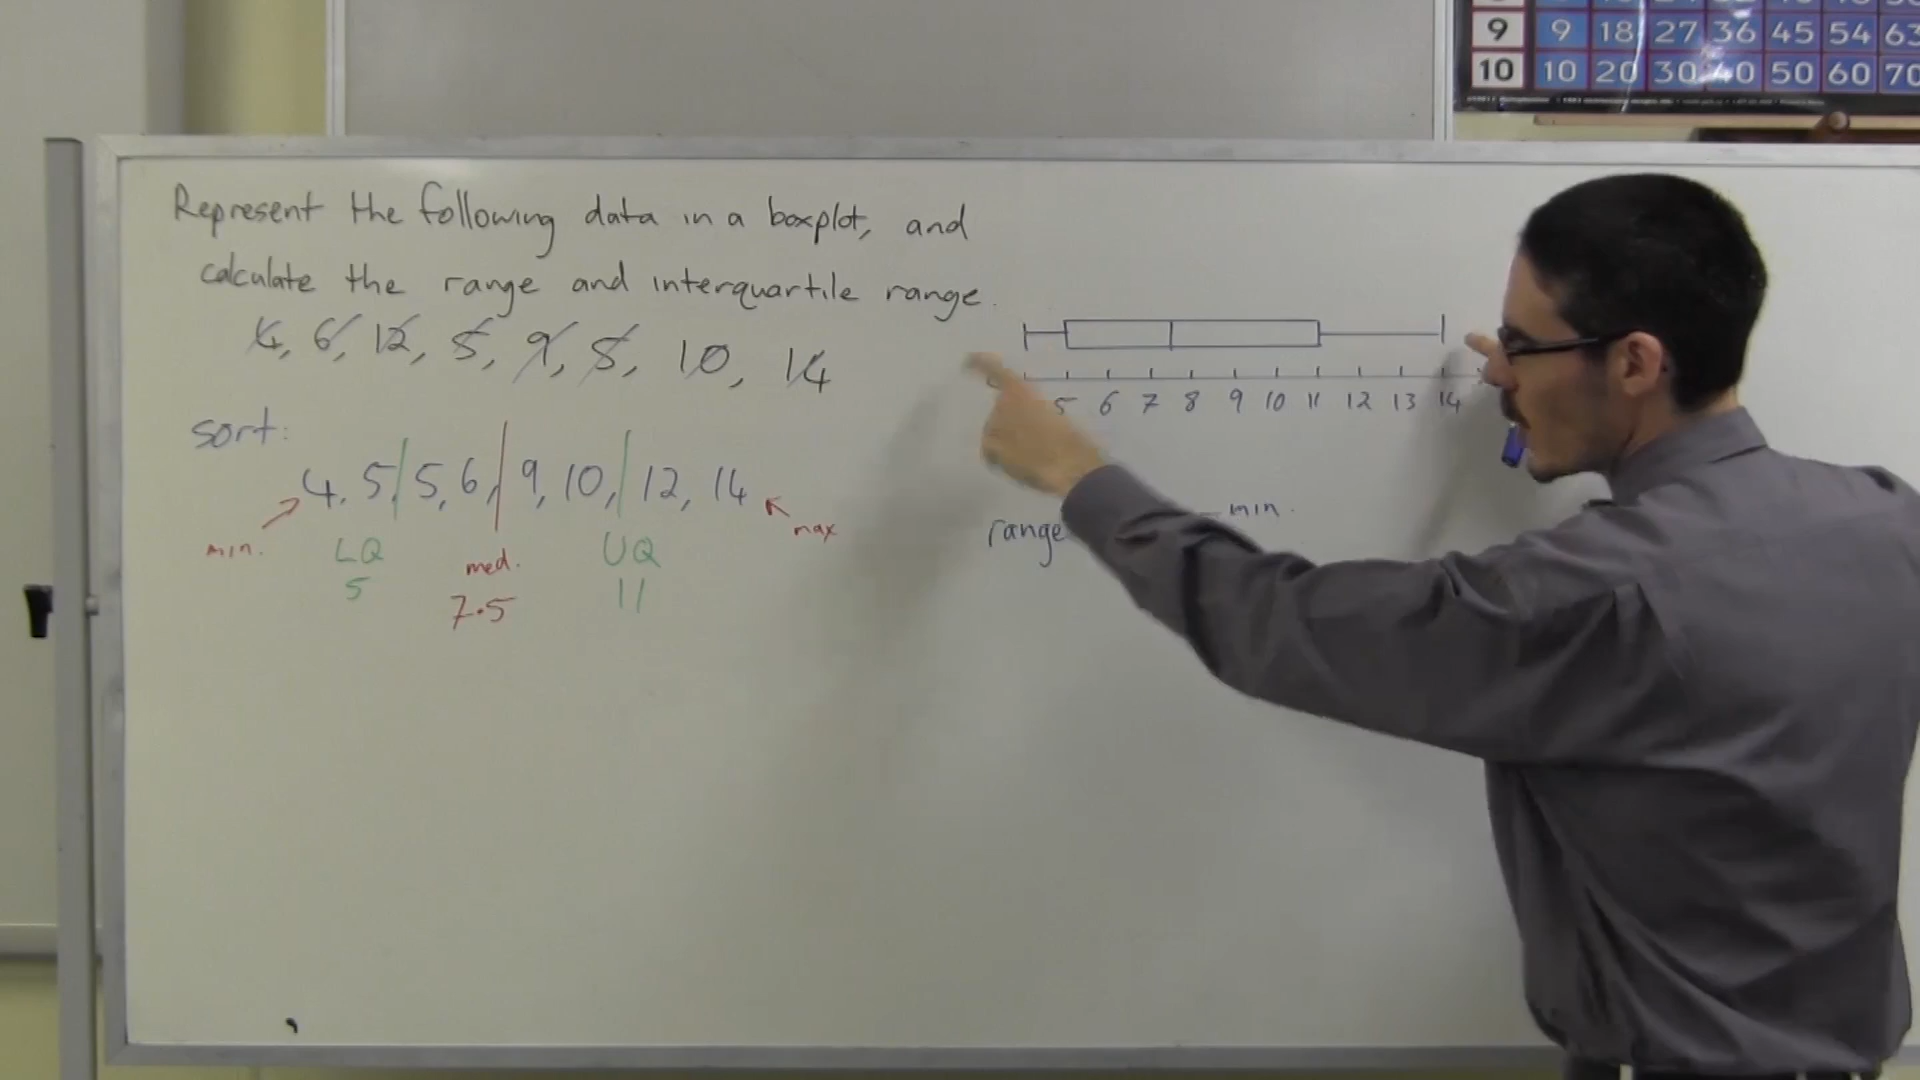 9 9 18 27 36 45 54 63
10 10 20 30 40 50 60 70
Represent the following data in a boxplot, and
calculate the range and interquartile range.
4, 6, 12, 5, 9, 5, 10, 14
sort:
4, 5, 5, 6, 9, 10, 12, 14
min. LQ med. UQ max
5 7.5 11
5 6 7 8 9 10 11 12 13 14
range min.